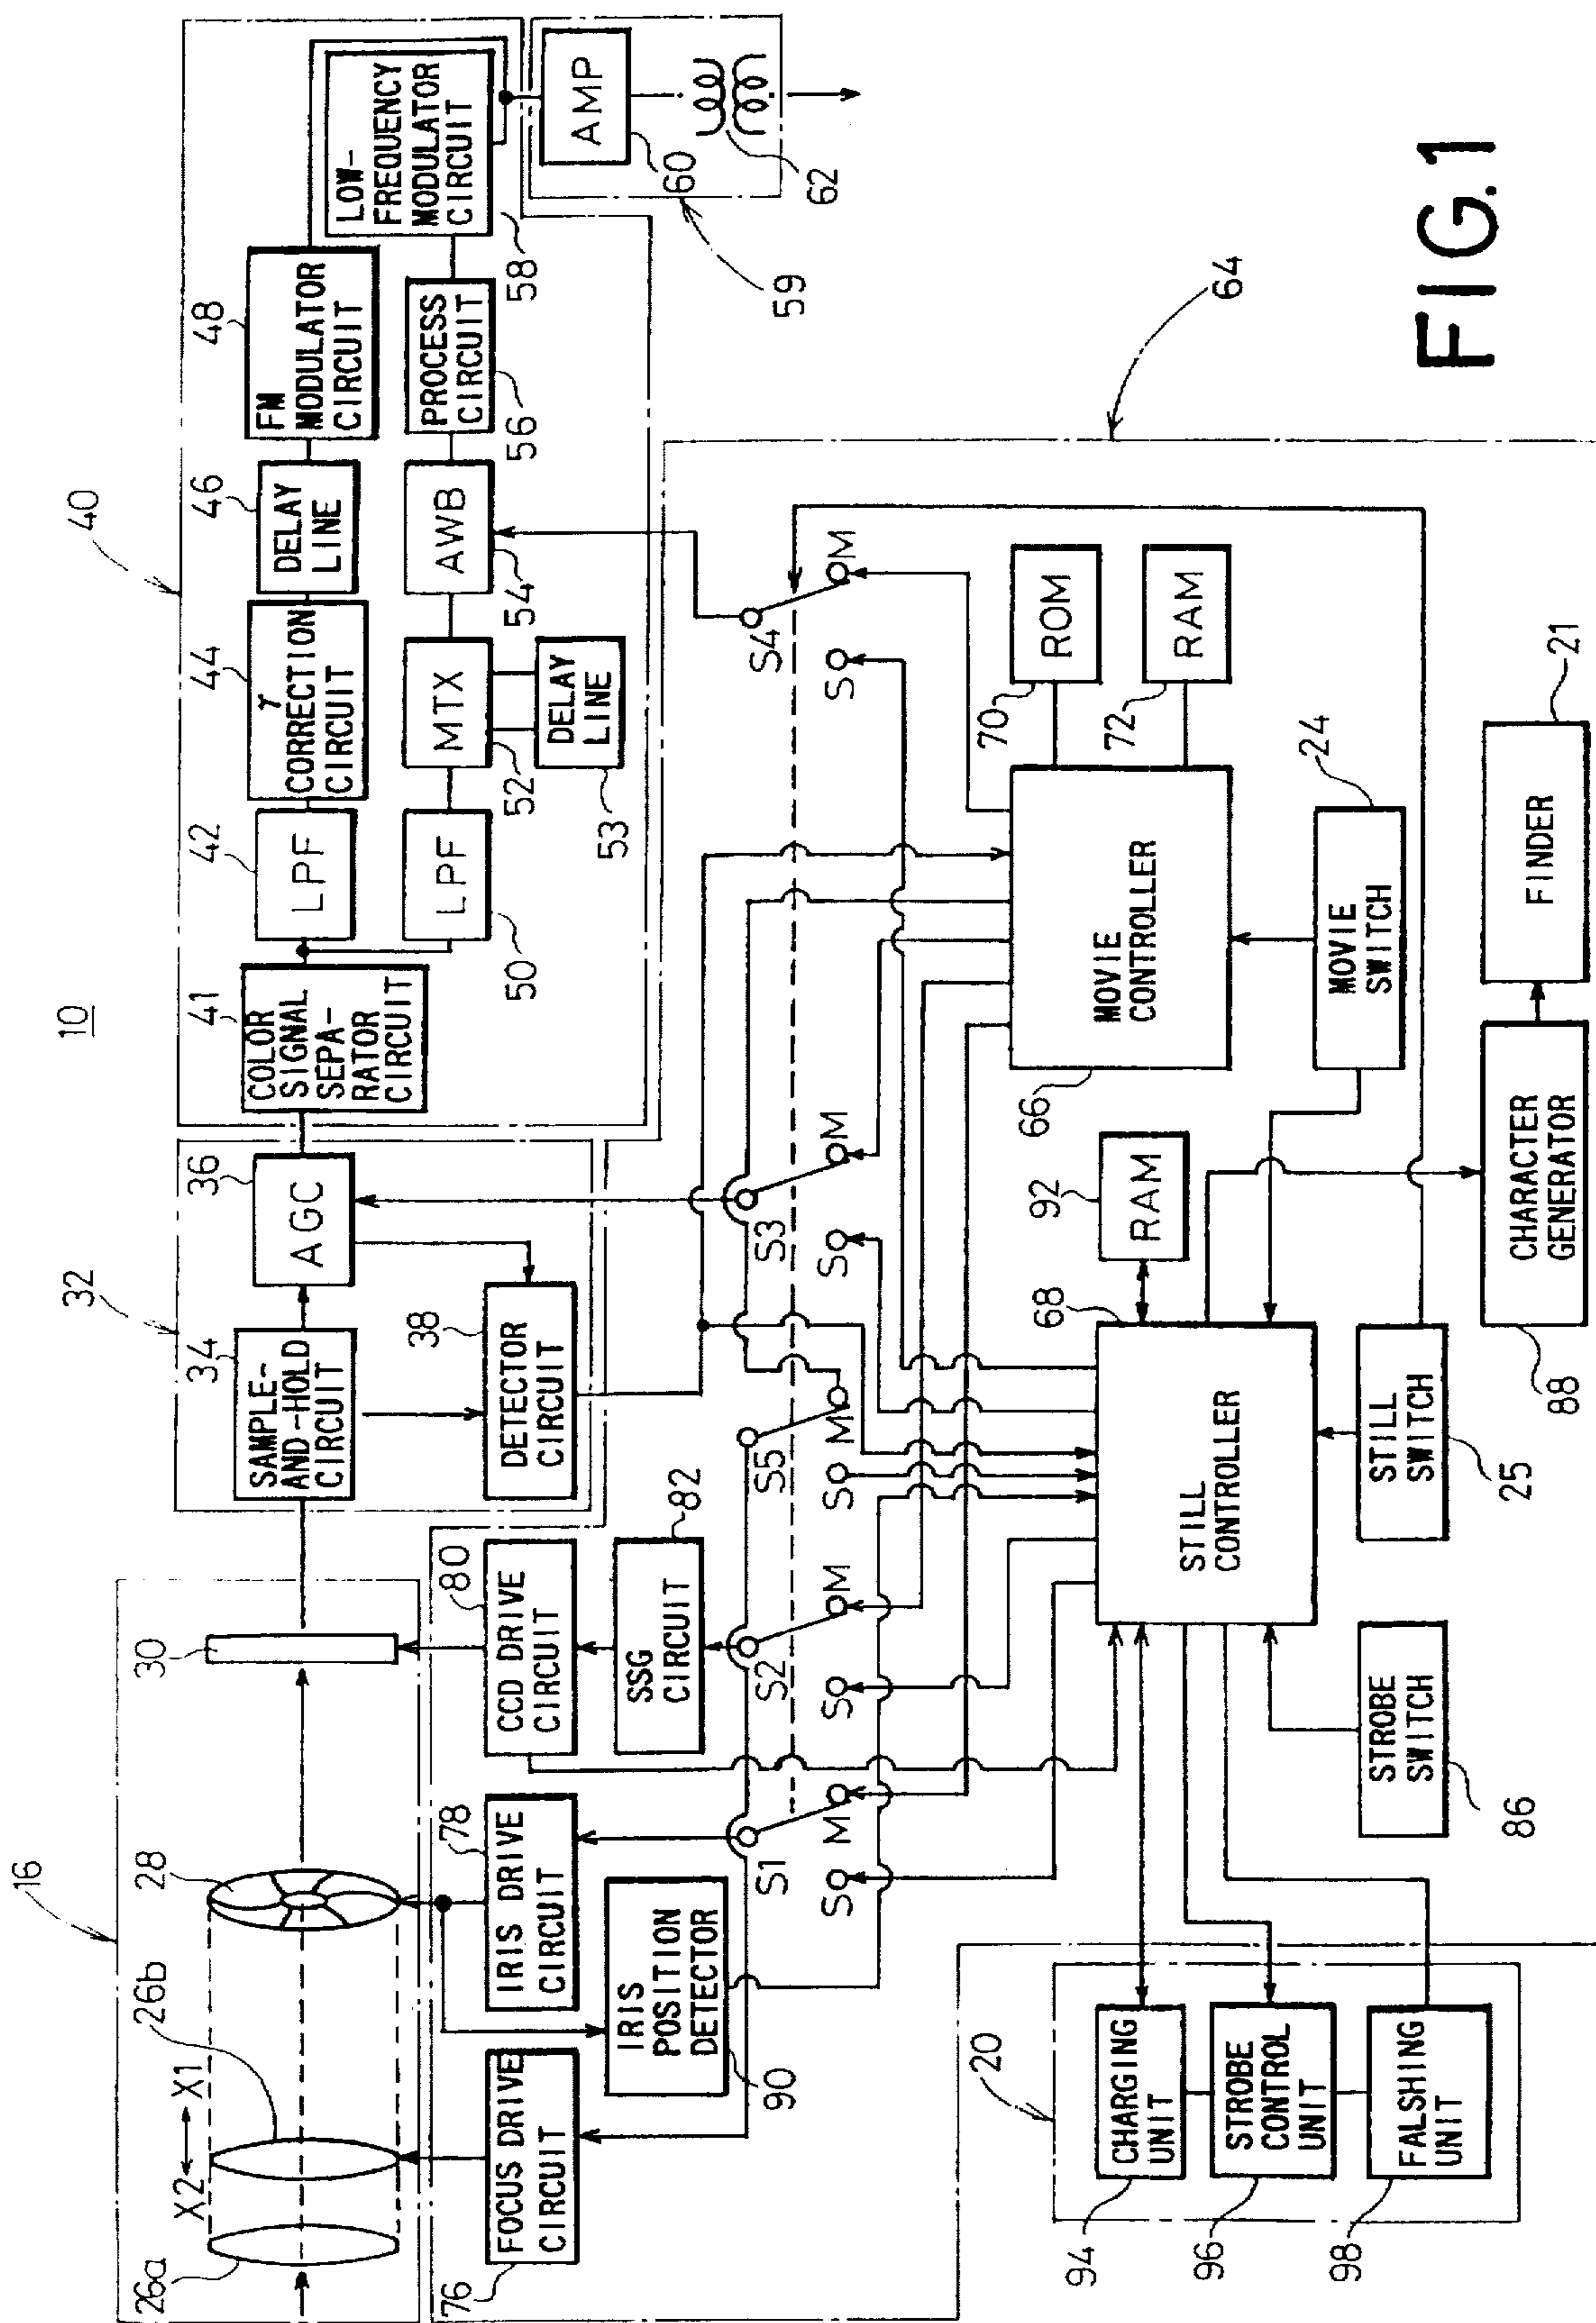 10
16
X2
X1
26a
26b
28
30
32
34
SAMPLE-
AND-HOLD
CIRCUIT
36
AGC
38
DETECTOR
CIRCUIT
40
41
COLOR
SIGNAL
SEPA-
RATOR
CIRCUIT
42
LPF
44
γ
CORRECTION
CIRCUIT
46
DELAY
LINE
48
FM
MODULATOR
CIRCUIT
50
LPF
52
MTX
53
DELAY
LINE
54
AWB
56
PROCESS
CIRCUIT
58
LOW-
FREQUENCY
MODULATOR
CIRCUIT
59
60
AMP
62
76
FOCUS DRIVE
CIRCUIT
78
IRIS DRIVE
CIRCUIT
90
IRIS
POSITION
DETECTOR
80
CCD DRIVE
CIRCUIT
82
SSG
CIRCUIT
S1
S
M
S2
S
M
S5
S
M
S3
S
M
S4
S
M
64
66
MOVIE
CONTROLLER
70
ROM
72
RAM
68
STILL
CONTROLLER
92
RAM
24
MOVIE
SWITCH
25
STILL
SWITCH
86
STROBE
SWITCH
88
CHARACTER
GENERATOR
21
FINDER
20
94
CHARGING
UNIT
96
STROBE
CONTROL
UNIT
98
FALSHING
UNIT
FIG.1